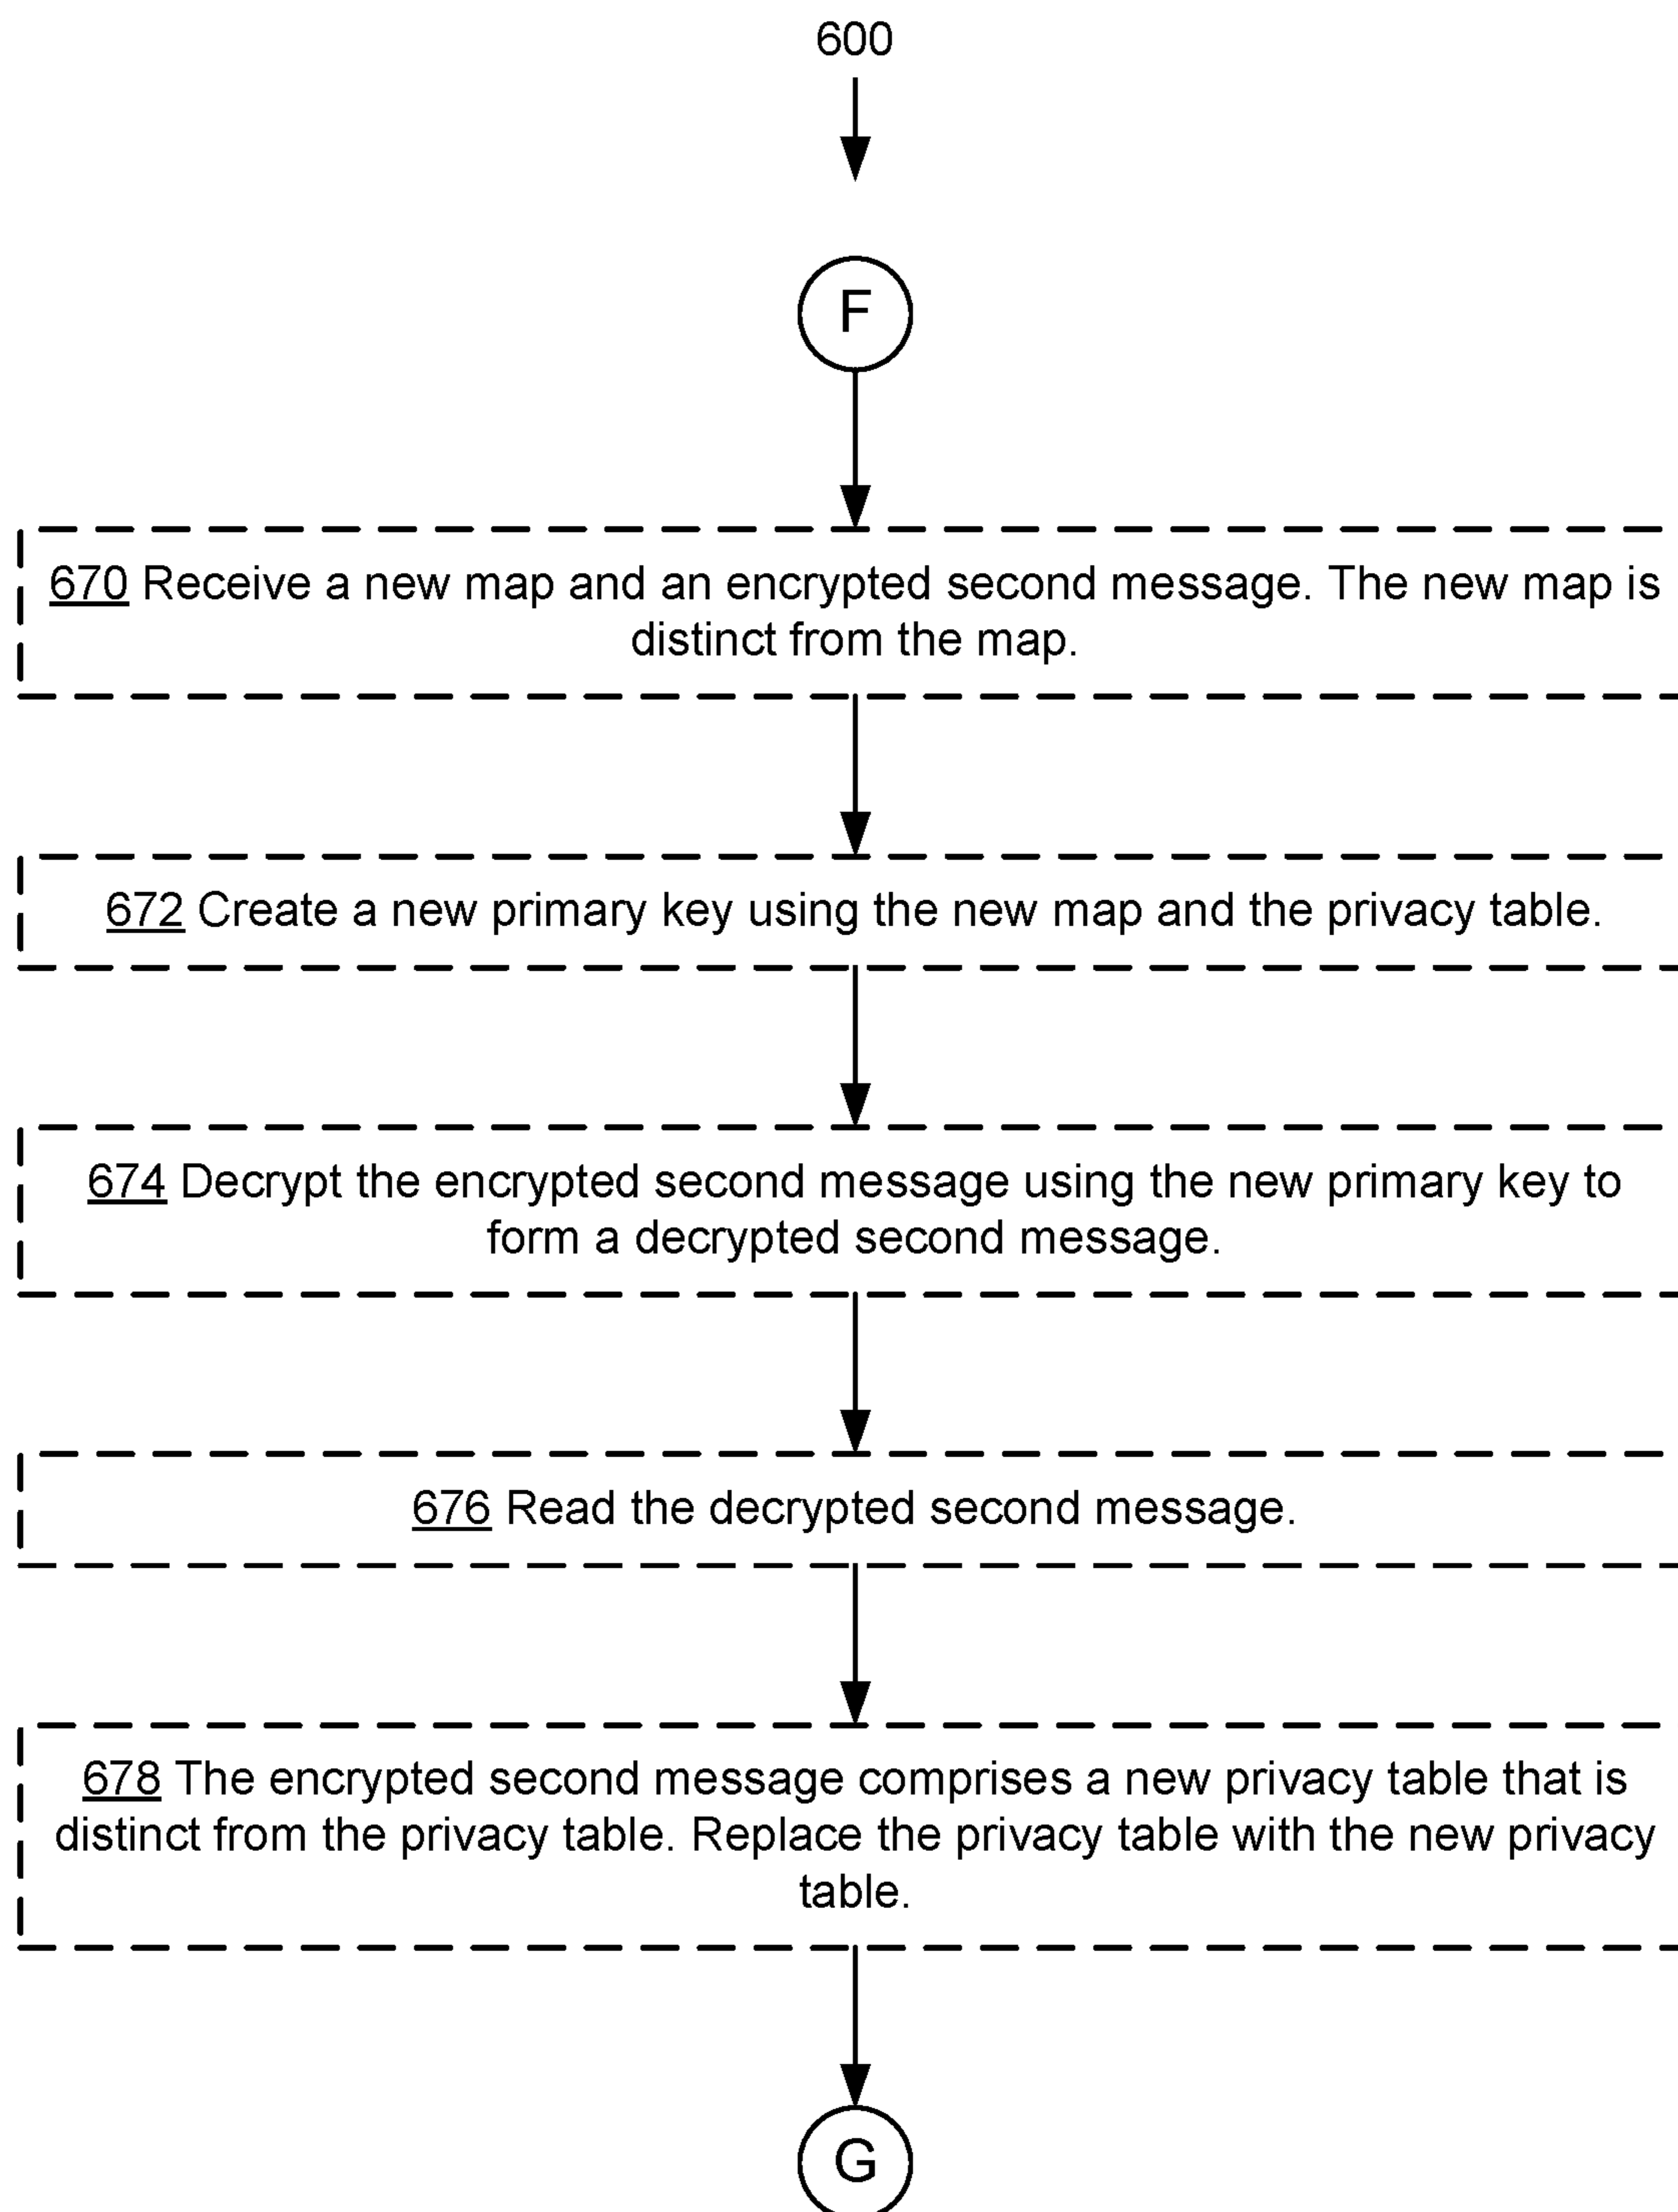 600
F
670 Receive a new map and an encrypted second message. The new map is
distinct from the map.
672 Create a new primary key using the new map and the privacy table.
674 Decrypt the encrypted second message using the new primary key to
form a decrypted second message.
676 Read the decrypted second message.
678 The encrypted second message comprises a new privacy table that is
distinct from the privacy table. Replace the privacy table with the new privacy
table.
G